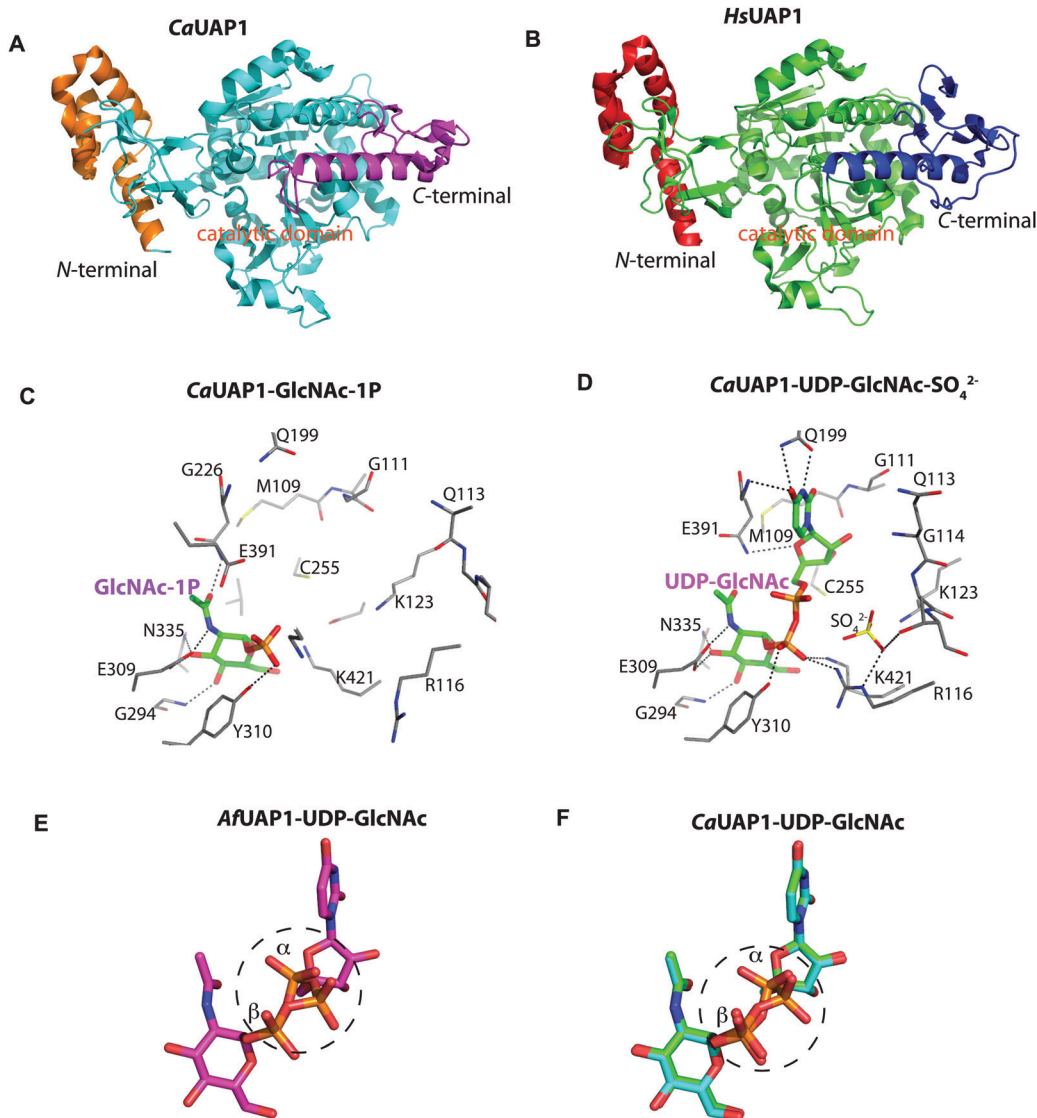 A
CaUAP1
C-terminal
catalytic domain
N-terminal
B
HsUAP1
C-terminal
catalytic domain
N-terminal
C
CaUAP1-GlcNAc-1P
Q199
G226
M109
G111
Q113
E391
C255
GlcNAc-1P
K123
N335
E309
K421
R116
G294
Y310
D
CaUAP1-UDP-GlcNAc-SO₄²⁻
Q199
G111
Q113
E391
M109
G114
UDP-GlcNAc
C255
K123
SO₄²⁻
N335
E309
K421
R116
G294
Y310
E
AfUAP1-UDP-GlcNAc
α
β
F
CaUAP1-UDP-GlcNAc
α
β